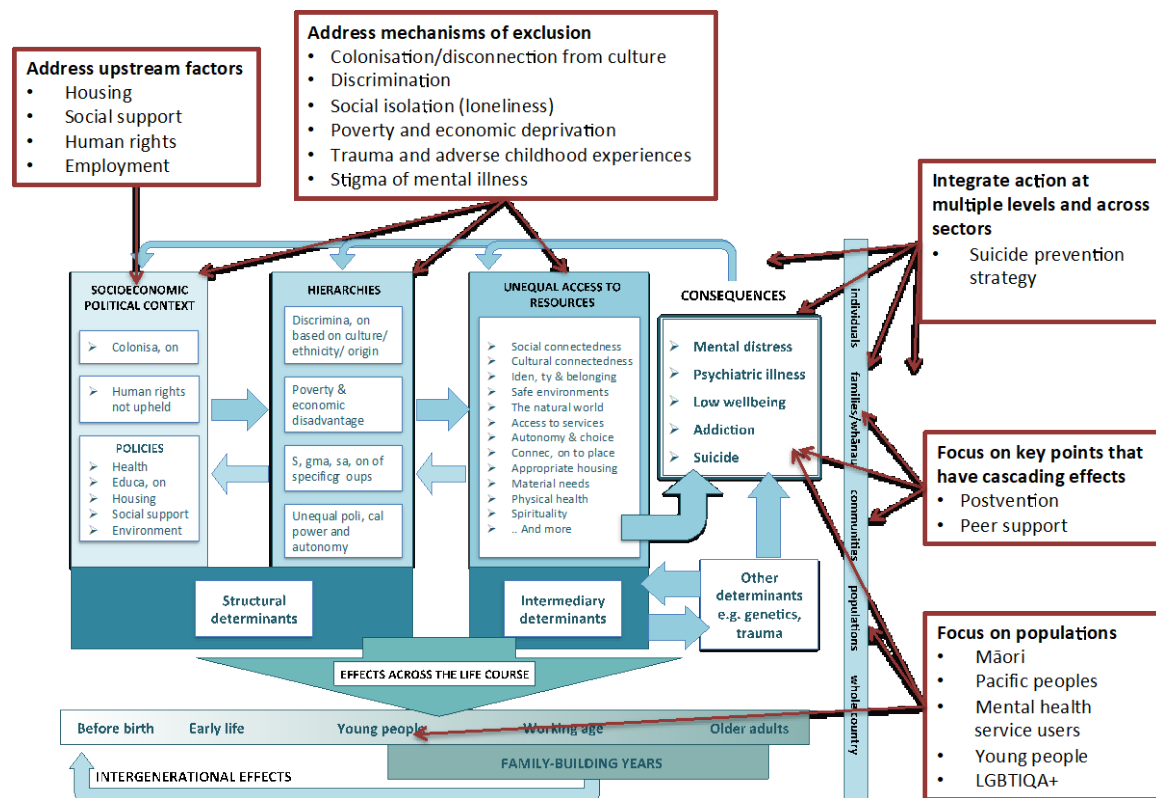 Address upstream factors
• Housing
• Social support
• Human rights
• Employment
Address mechanisms of exclusion
• Colonisation/disconnection from culture
• Discrimination
• Social isolation (loneliness)
• Poverty and economic deprivation
• Trauma and adverse childhood experiences
• Stigma of mental illness
Integrate action at
multiple levels and across
sectors
• Suicide prevention
strategy
SOCIOECONOMIC
POLITICAL CONTEXT
➢ Colonisa, on
➢ Human rights
not upheld
POLICIES
➢ Health
➢ Educa, on
➢ Housing
➢ Social support
➢ Environment
HIERARCHIES
Discrimina, on
based on culture/
ethnicity/ origin
Poverty &
economic
disadvantage
S, gma, sa, on of
specificg oups
Unequal poli, cal
power and
autonomy
UNEQUAL ACCESS TO
RESOURCES
➢ Social connectedness
➢ Cultural connectedness
➢ Iden, ty & belonging
➢ Safe environments
➢ The natural world
➢ Access to services
➢ Autonomy & choice
➢ Connec, on to place
➢ Appropriate housing
➢ Material needs
➢ Physical health
➢ Spirituality
➢ .. And more
CONSEQUENCES
➢ Mental distress
➢ Psychiatric illness
➢ Low wellbeing
➢ Addiction
➢ Suicide
individuals
families/whānau
communities
populations
whole country
Focus on key points that
have cascading effects
• Postvention
• Peer support
Structural
determinants
Intermediary
determinants
Other
determinants
e.g. genetics,
trauma
Focus on populations
• Māori
• Pacific peoples
• Mental health
service users
• Young people
• LGBTIQA+
EFFECTS ACROSS THE LIFE COURSE
Before birth
Early life
Young people
Working age
Older adults
FAMILY-BUILDING YEARS
INTERGENERATIONAL EFFECTS